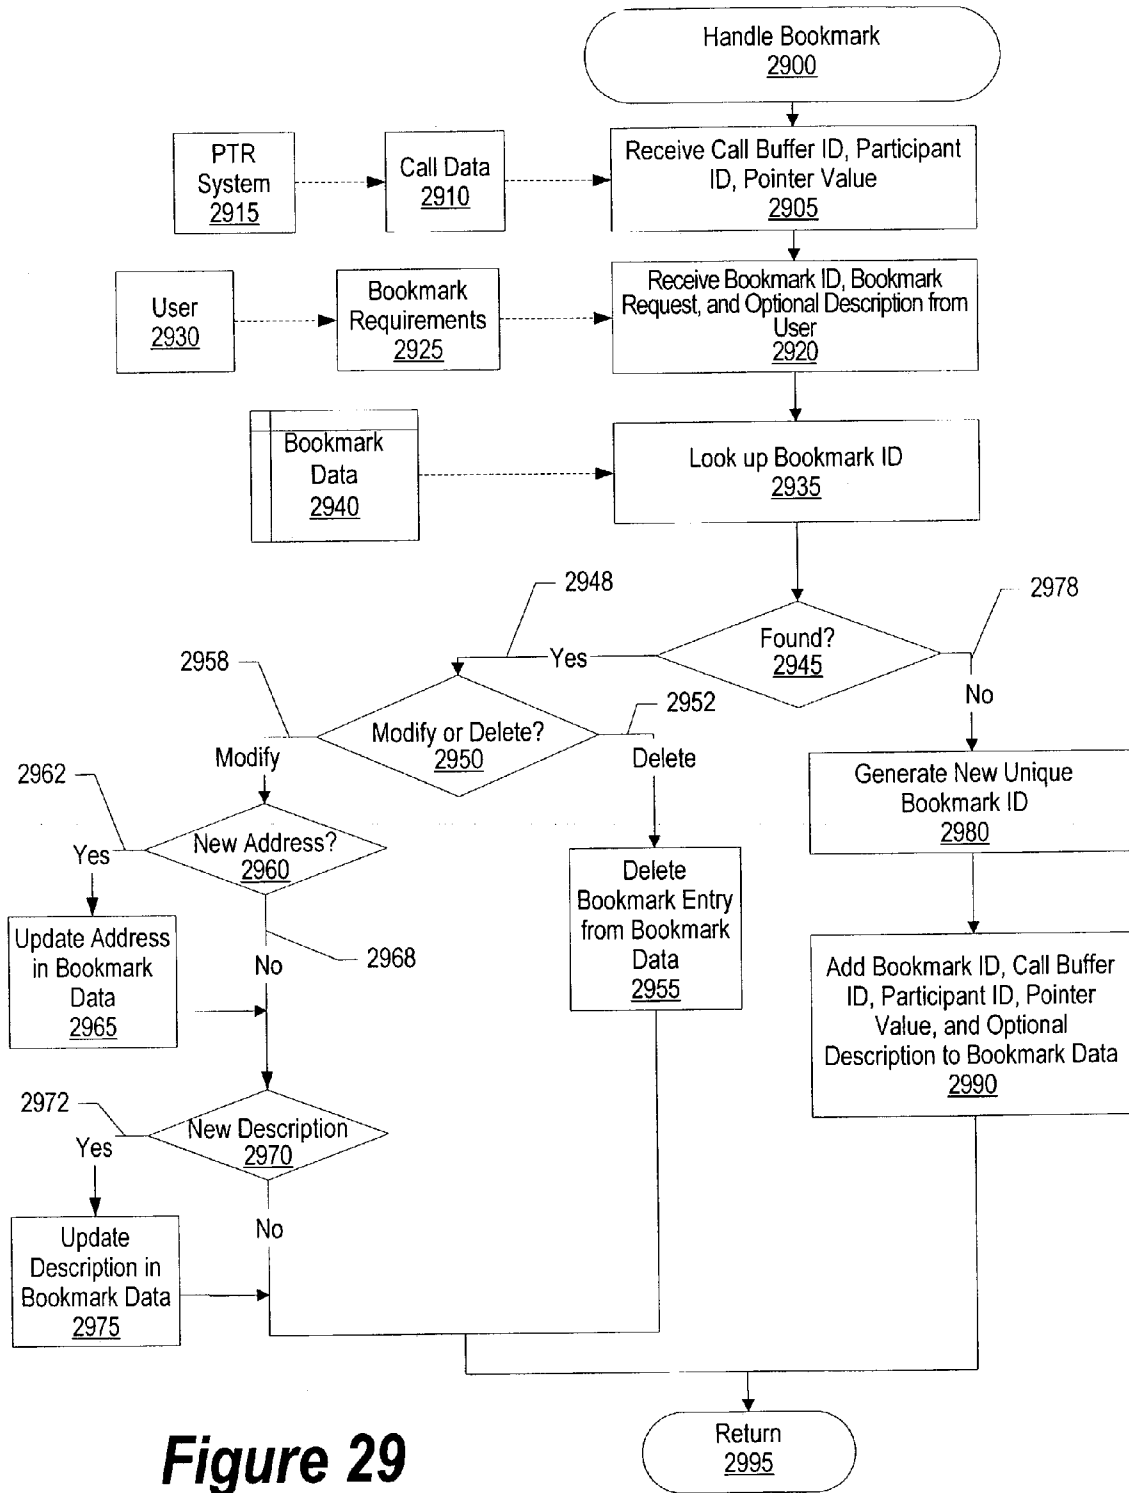 Handle Bookmark
2900
PTR
System
2915
Call Data
2910
Receive Call Buffer ID, Participant
ID, Pointer Value
2905
User
2930
Bookmark
Requirements
2925
Receive Bookmark ID, Bookmark
Request, and Optional Description from
User
2920
Bookmark
Data
2940
Look up Bookmark ID
2935
2948
2978
Found?
2945
Yes
No
2958
2952
Modify or Delete?
2950
Modify
Delete
2962
Generate New Unique
Bookmark ID
2980
New Address?
2960
Yes
Delete
Bookmark Entry
from Bookmark
Data
2955
Update Address
in Bookmark
Data
2965
No
2968
Add Bookmark ID, Call Buffer
ID, Participant ID, Pointer
Value, and Optional
Description to Bookmark Data
2990
2972
New Description
2970
Yes
No
Update
Description in
Bookmark Data
2975
Return
2995
Figure 29